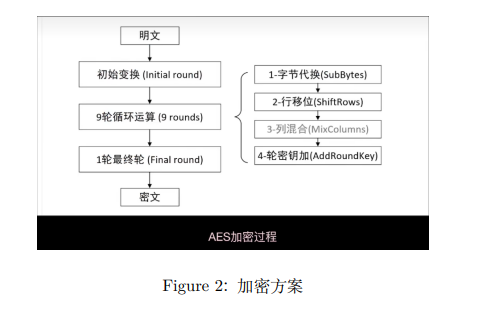 明文
初始变换 (Initial round)
9轮循环运算 (9 rounds)
1轮最终轮 (Final round)
密文
1-字节代换(SubBytes)
2-行移位(ShiftRows)
3-列混合(MixColumns)
4-轮密钥加(AddRoundKey)
AES加密过程
Figure 2: 加密方案